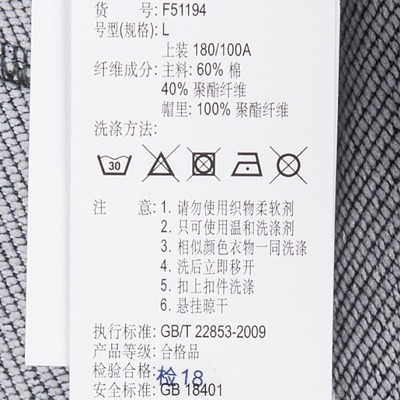 货 号: F51194
号型(规格): L
上装 180/100A
纤维成分: 主料: 60% 棉
40% 聚酯纤维
帽里: 100% 聚酯纤维
洗涤方法:
30
注 意: 1. 请勿使用织物柔软剂
2. 只可使用温和洗涤剂
3. 相似颜色衣物一同洗涤
4. 洗后立即移开
5. 扣上扣件洗涤
6. 悬挂晾干
执行标准: GB/T 22853-2009
产品等级: 合格品
检验合格: 检18
安全标准: GB 18401